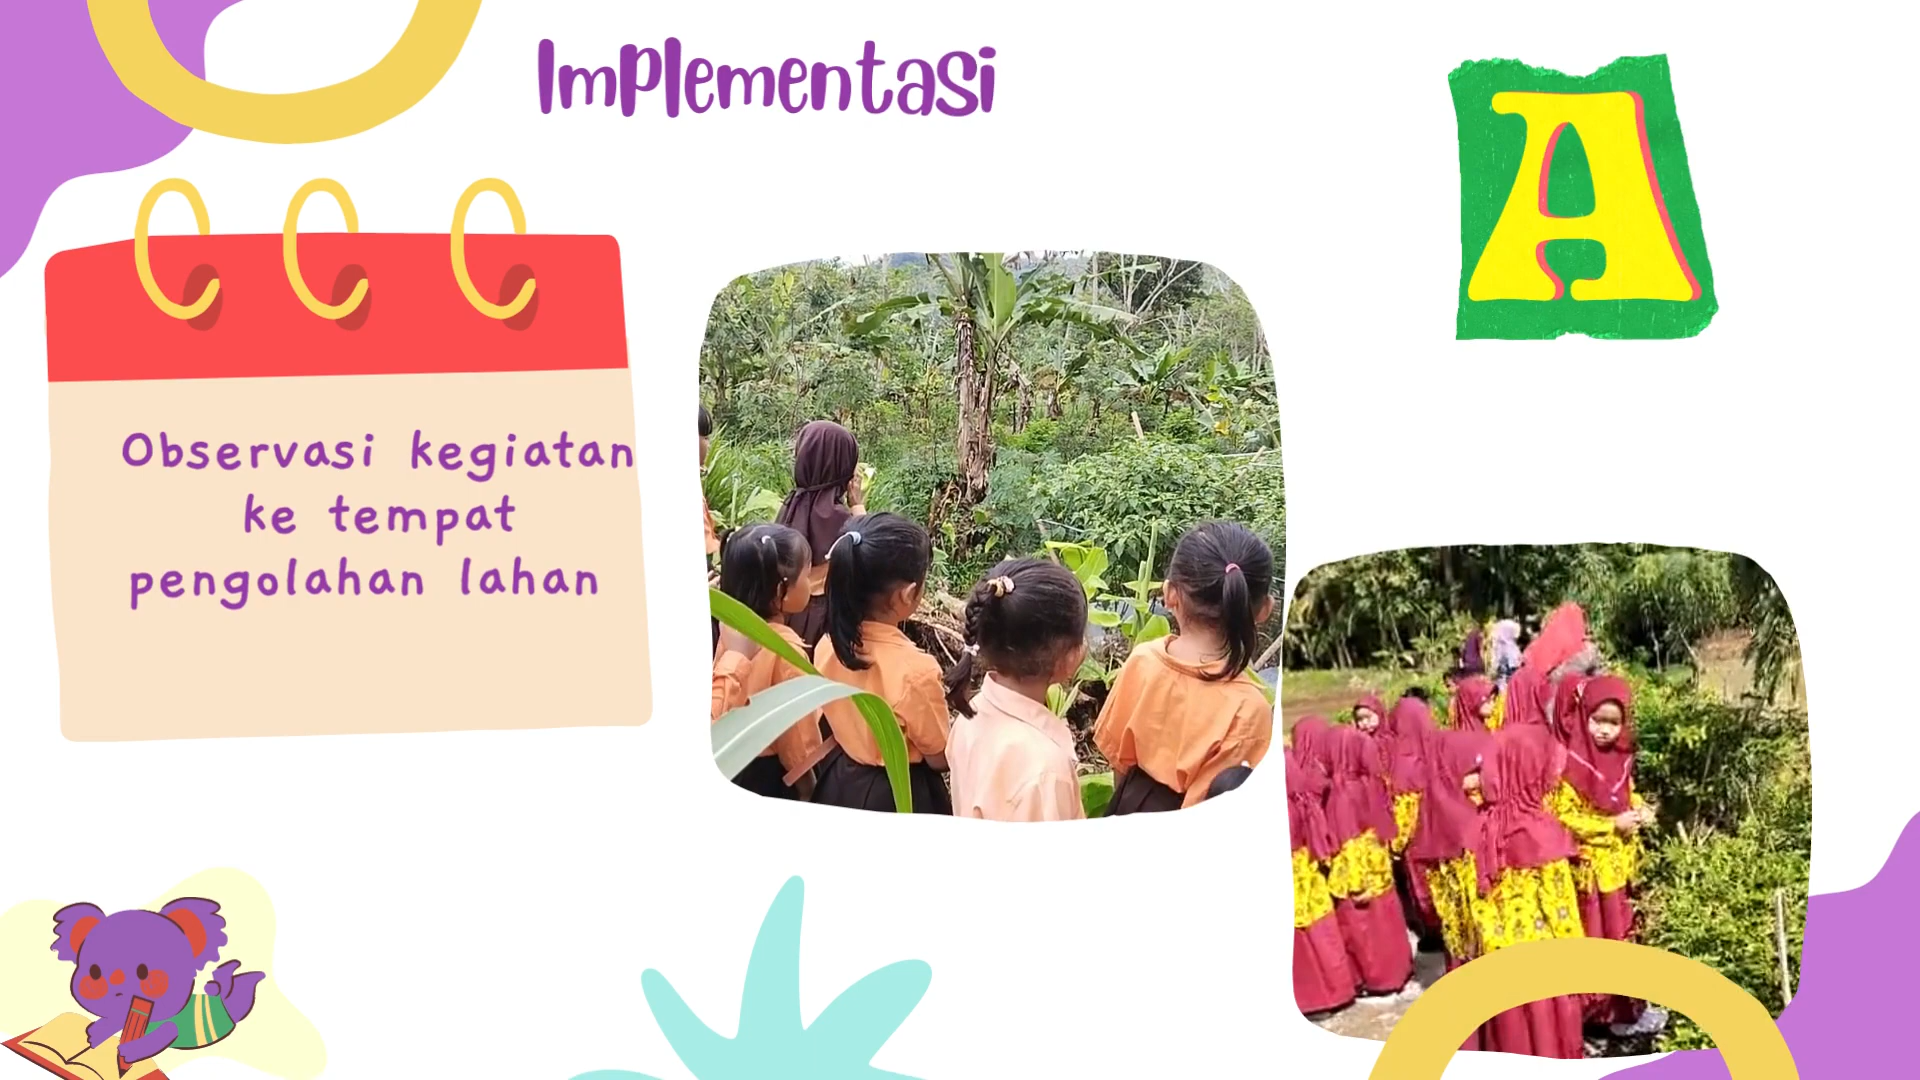 Implementasi
A
Observasi kegiatan
ke tempat
pengolahan lahan